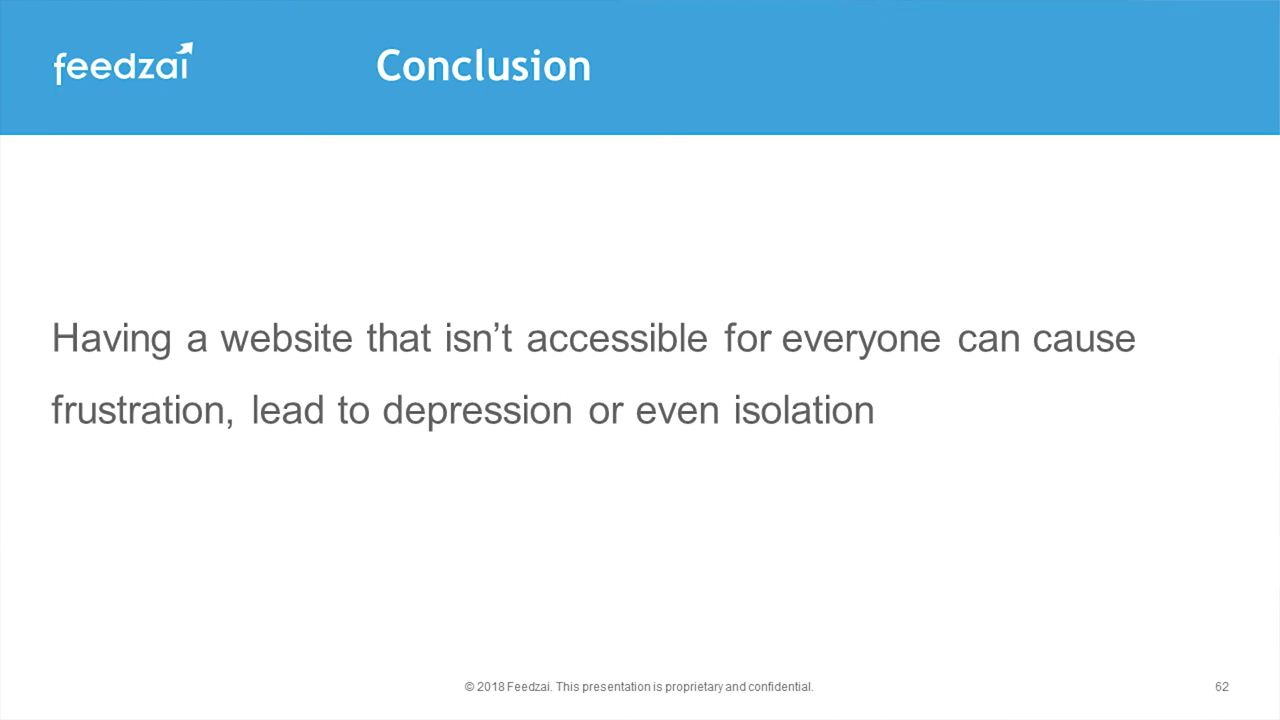 feedzai
Conclusion
Having a website that isn’t accessible for everyone can cause
frustration, lead to depression or even isolation
© 2018 Feedzai. This presentation is proprietary and confidential.
62